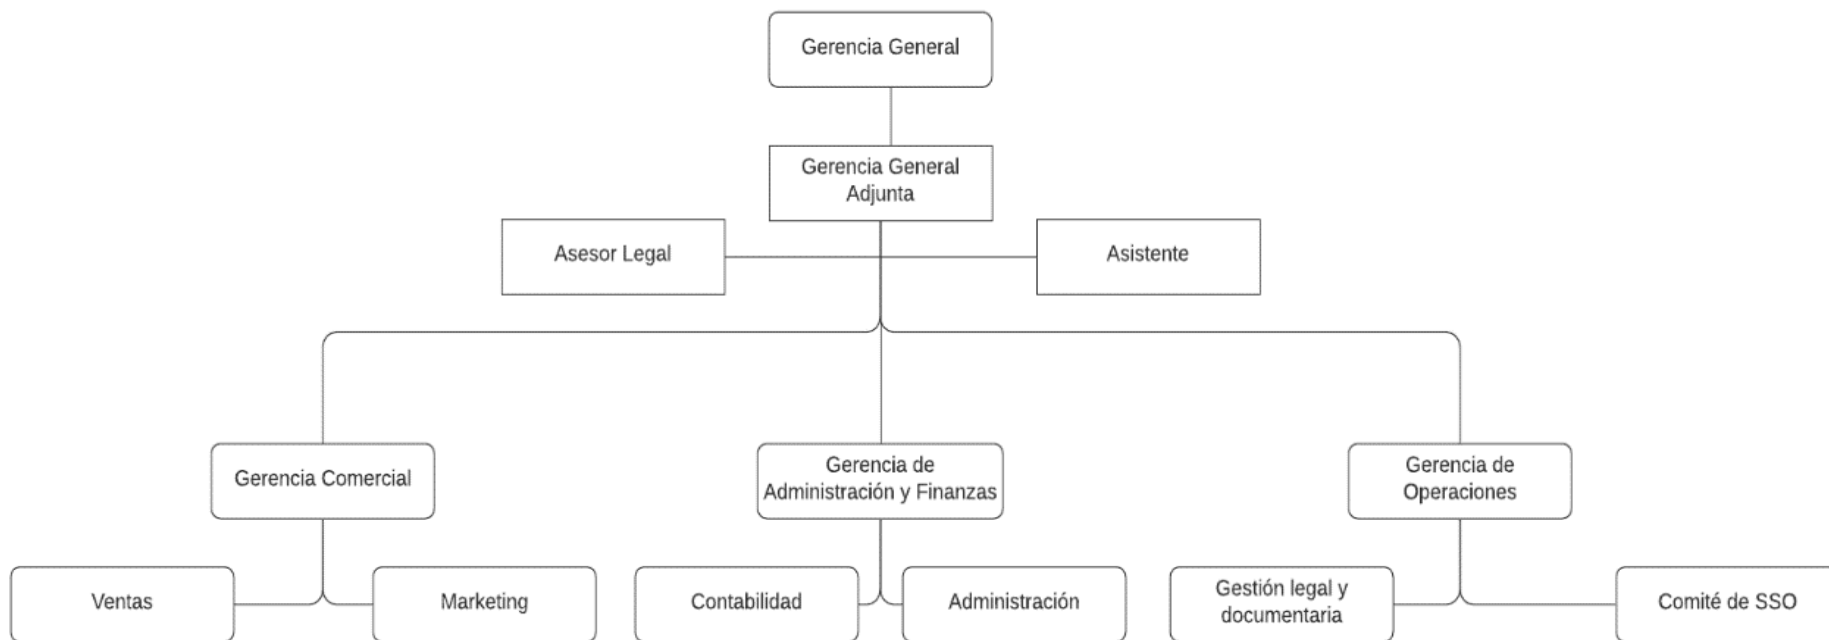 Gerencia General
Gerencia General
Adjunta
Asesor Legal
Asistente
Gerencia Comercial
Gerencia de
Administración y Finanzas
Gerencia de
Operaciones
Ventas
Marketing
Contabilidad
Administración
Gestión legal y
documentaria
Comité de SSO